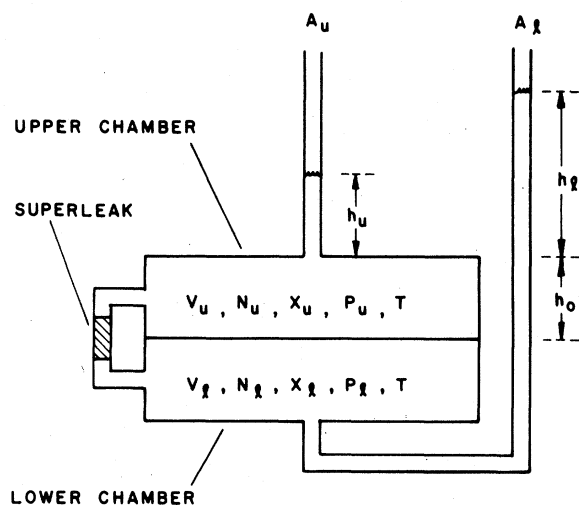 A_u
A_ℓ
UPPER CHAMBER
SUPERLEAK
h_u
h_ℓ
h_o
V_u , N_u , X_u , P_u , T
V_ℓ , N_ℓ , X_ℓ , P_ℓ , T
LOWER CHAMBER